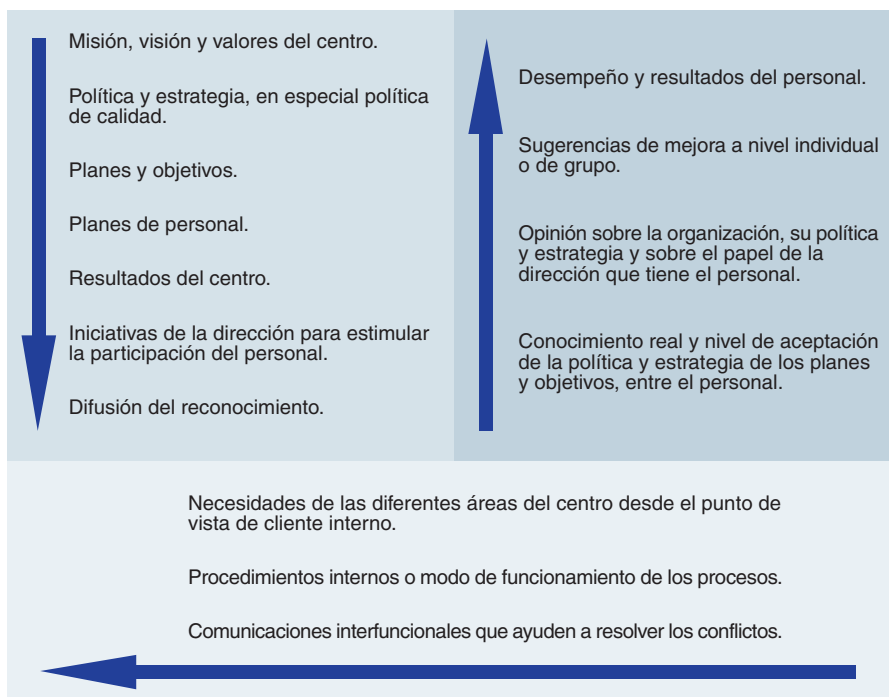 Misión, visión y valores del centro.
Política y estrategia, en especial política
de calidad.
Planes y objetivos.
Planes de personal.
Resultados del centro.
Iniciativas de la dirección para estimular
la participación del personal.
Difusión del reconocimiento.
Desempeño y resultados del personal.
Sugerencias de mejora a nivel individual
o de grupo.
Opinión sobre la organización, su política
y estrategia y sobre el papel de la
dirección que tiene el personal.
Conocimiento real y nivel de aceptación
de la política y estrategia de los planes
y objetivos, entre el personal.
Necesidades de las diferentes áreas del centro desde el punto de
vista de cliente interno.
Procedimientos internos o modo de funcionamiento de los procesos.
Comunicaciones interfuncionales que ayuden a resolver los conflictos.